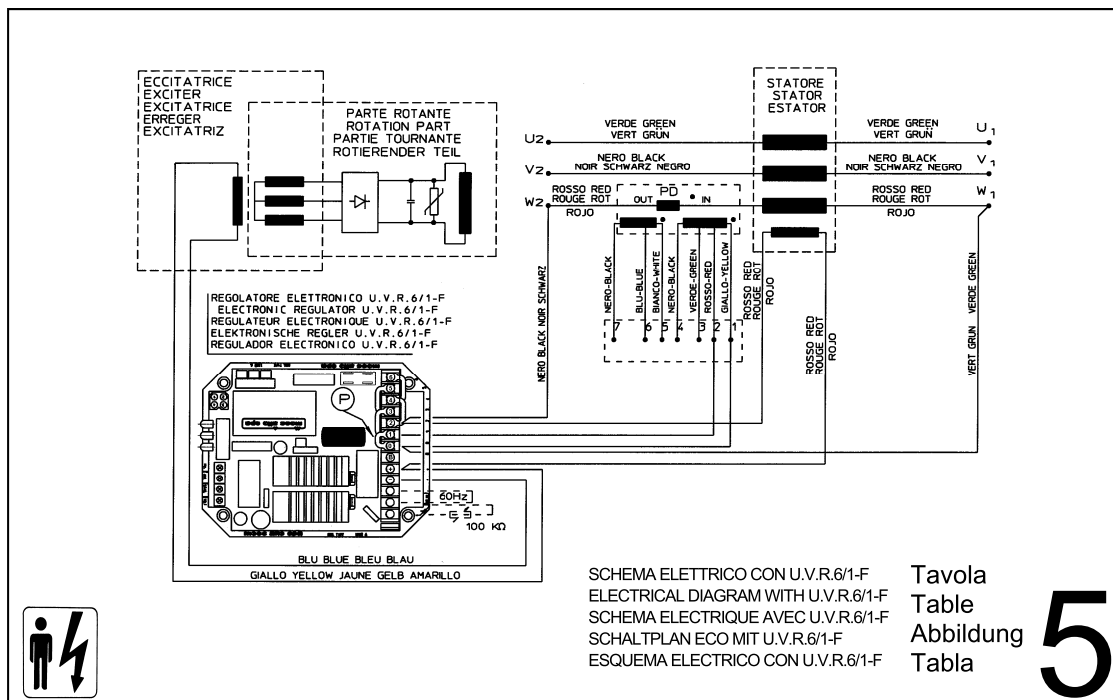 ECCITATRICE
EXCITER
EXCITATRICE
ERREGER
EXCITATRIZ
PARTE ROTANTE
ROTATION PART
PARTIE TOURNANTE
ROTIERENDER TEIL
STATORE
STATOR
ESTATOR
U2
VERDE GREEN
VERT GRÜN
VERDE GREEN
VERT GRUÑ
U1
V2
NERO BLACK
NOIR SCHWARZ NEGRO
NERO BLACK
NOIR SCHWARZ NEGRO
V1
W2
ROSSO RED
ROUGE ROT
ROJO
PD
OUT
IN
ROSSO RED
ROUGE ROT
ROJO
W1
NERO-BLACK
BLU-BLUE
BIANCO-WHITE
NERO-BLACK
VERDE-GREEN
ROSSO-RED
GIALLO-YELLOW
7 6 5 4 3 2 1
ROSSO RED
ROUGE ROT
ROJO
ROSSO RED
ROUGE ROT
ROJO
NERO BLACK NOIR SCHWARZ
VERT GRUN VERDE GREEN
REGOLATORE ELETTRONICO U.V.R.6/1-F
ELECTRONIC REGULATOR U.V.R.6/1-F
REGULATEUR ELECTRONIQUE U.V.R.6/1-F
ELEKTRONISCHE REGLER U.V.R.6/1-F
REGULADOR ELECTRONICO U.V.R.6/1-F
P
60Hz
100 KΩ
BLU BLUE BLEU BLAU
GIALLO YELLOW JAUNE GELB AMARILLO
SCHEMA ELETTRICO CON U.V.R.6/1-F
ELECTRICAL DIAGRAM WITH U.V.R.6/1-F
SCHEMA ELECTRIQUE AVEC U.V.R.6/1-F
SCHALTPLAN ECO MIT U.V.R.6/1-F
ESQUEMA ELECTRICO CON U.V.R.6/1-F
Tavola
Table
Abbildung
Tabla
5